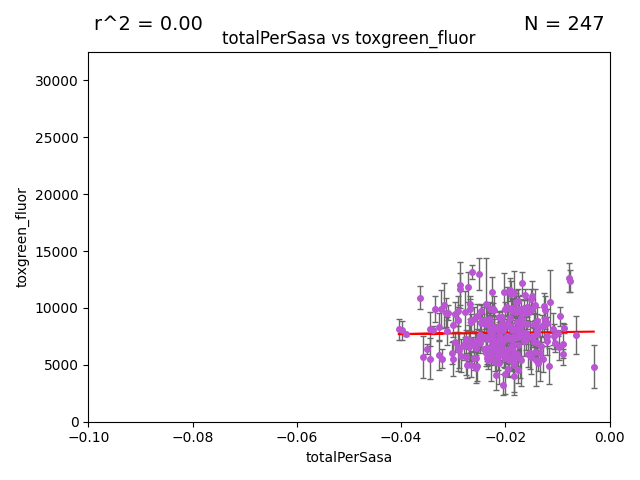 r^2 = 0.00
N = 247
totalPerSasa vs toxgreen_fluor
30000
25000
20000
15000
10000
5000
0
toxgreen_fluor
−0.10
−0.08
−0.06
−0.04
−0.02
0.00
totalPerSasa